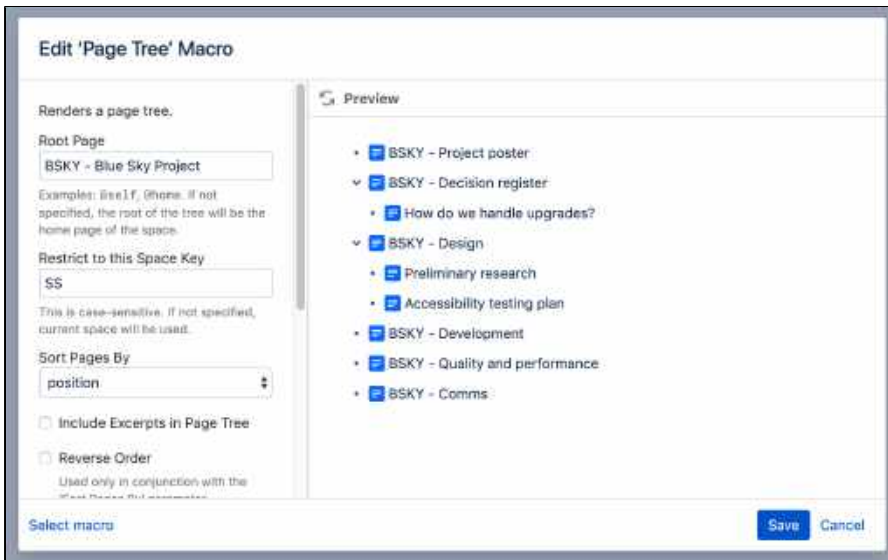 Edit 'Page Tree' Macro
Renders a page tree.
Root Page
BSKY - Blue Sky Project
Examples: @self, @home. If not
specified, the root of the tree will be the
home page of the space.
Restrict to this Space Key
SS
This is case-sensitive. If not specified,
current space will be used.
Sort Pages By
position
Include Excerpts in Page Tree
Reverse Order
Used only in conjunction with the
Preview
BSKY - Project poster
BSKY - Decision register
How do we handle upgrades?
BSKY - Design
Preliminary research
Accessibility testing plan
BSKY - Development
BSKY - Quality and performance
BSKY - Comms
Select macro
Save
Cancel